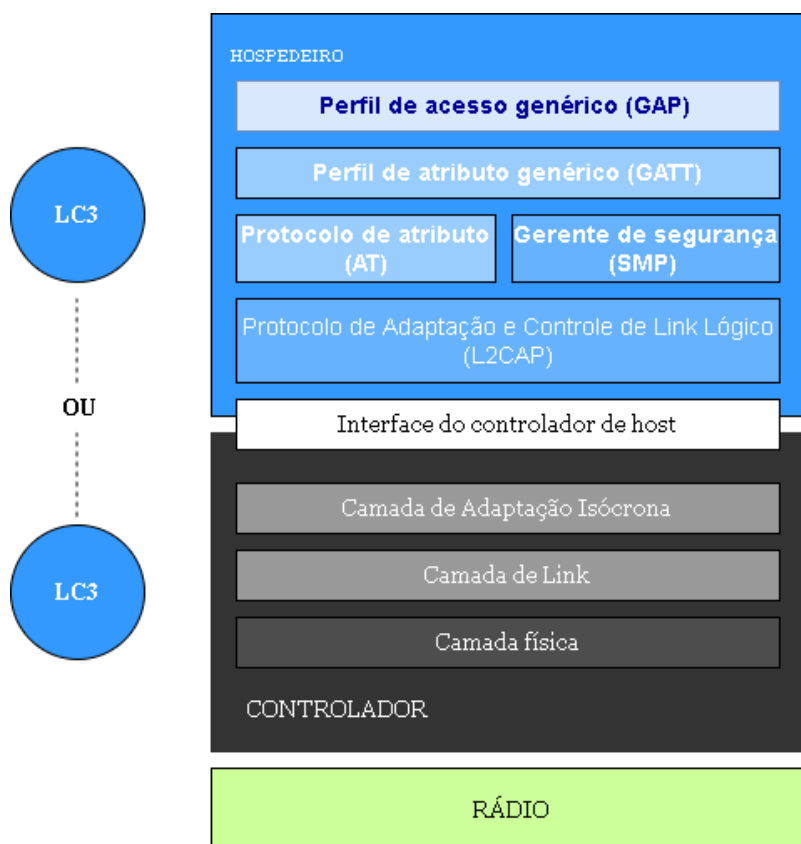 HOSPEDEIRO
Perfil de acesso genérico (GAP)
Perfil de atributo genérico (GATT)
LC3
Protocolo de atributo
(AT)
Gerente de segurança
(SMP)
Protocolo de Adaptação e Controle de Link Lógico
(L2CAP)
OU
Interface do controlador de host
Camada de Adaptação Isócrona
Camada de Link
LC3
Camada física
CONTROLADOR
RÁDIO